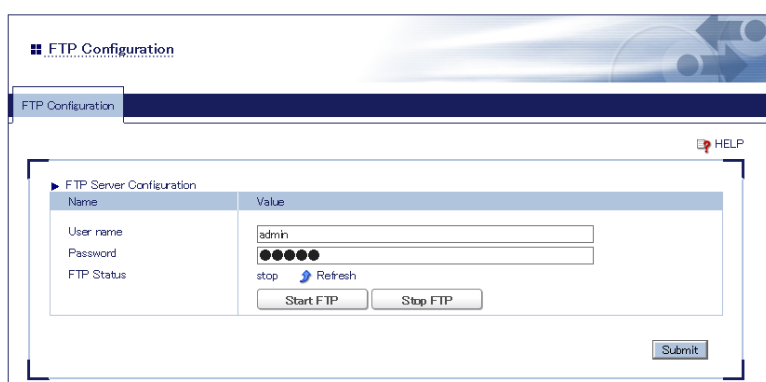 FTP Configuration
FTP Configuration
HELP
FTP Server Configuration
Name Value
User name admin
Password ●●●●●
FTP Status stop Refresh
Start FTP Stop FTP
Submit